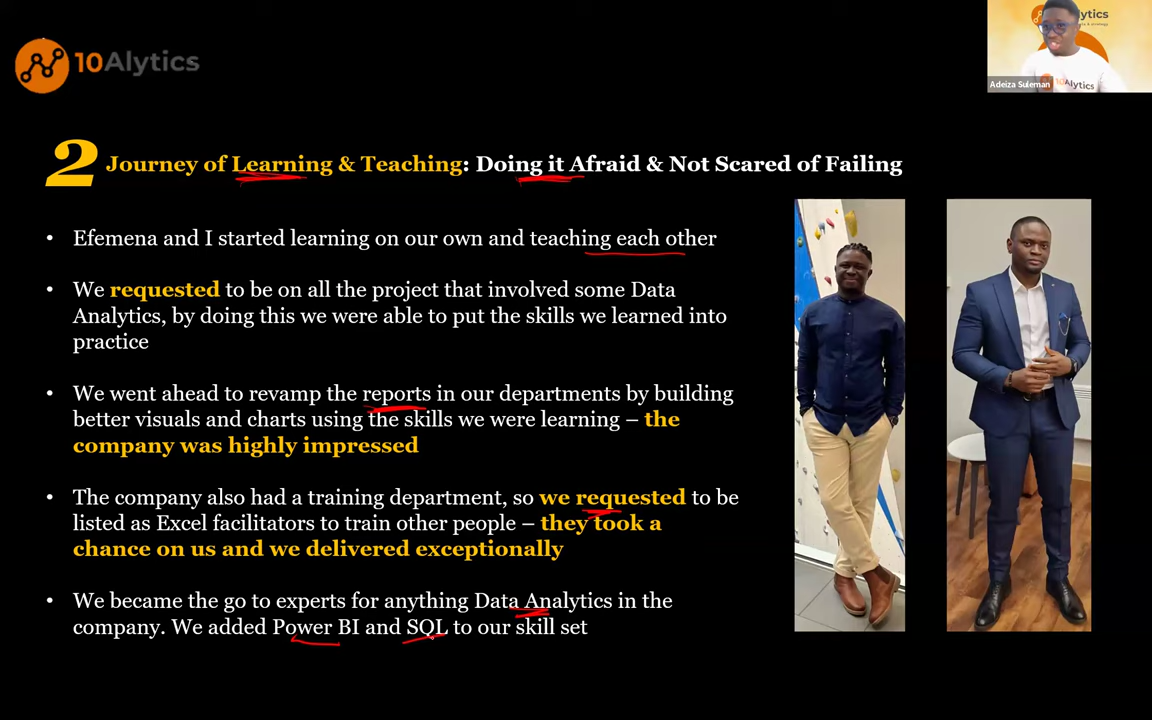 10Alytics
alytics
Adeiza Suleman
10Alytics
2 Journey of Learning & Teaching: Doing it Afraid & Not Scared of Failing
• Efemena and I started learning on our own and teaching each other
• We requested to be on all the project that involved some Data
Analytics, by doing this we were able to put the skills we learned into
practice
• We went ahead to revamp the reports in our departments by building
better visuals and charts using the skills we were learning – the
company was highly impressed
• The company also had a training department, so we requested to be
listed as Excel facilitators to train other people – they took a
chance on us and we delivered exceptionally
• We became the go to experts for anything Data Analytics in the
company. We added Power BI and SQL to our skill set